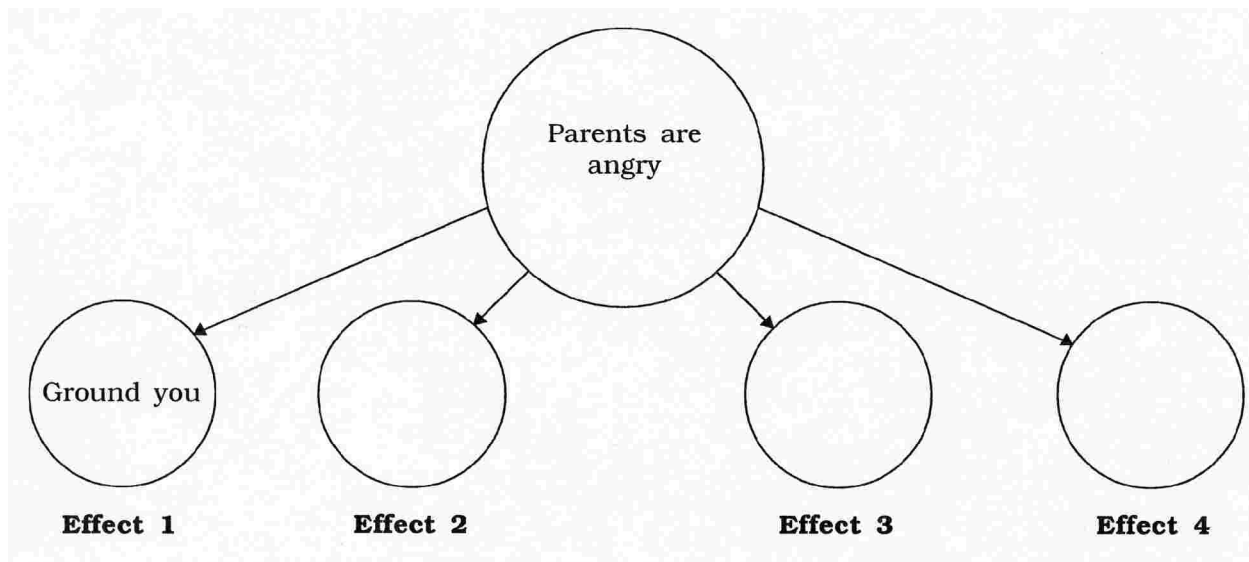 Parents are
angry
Ground you
Effect 1
Effect 2
Effect 3
Effect 4